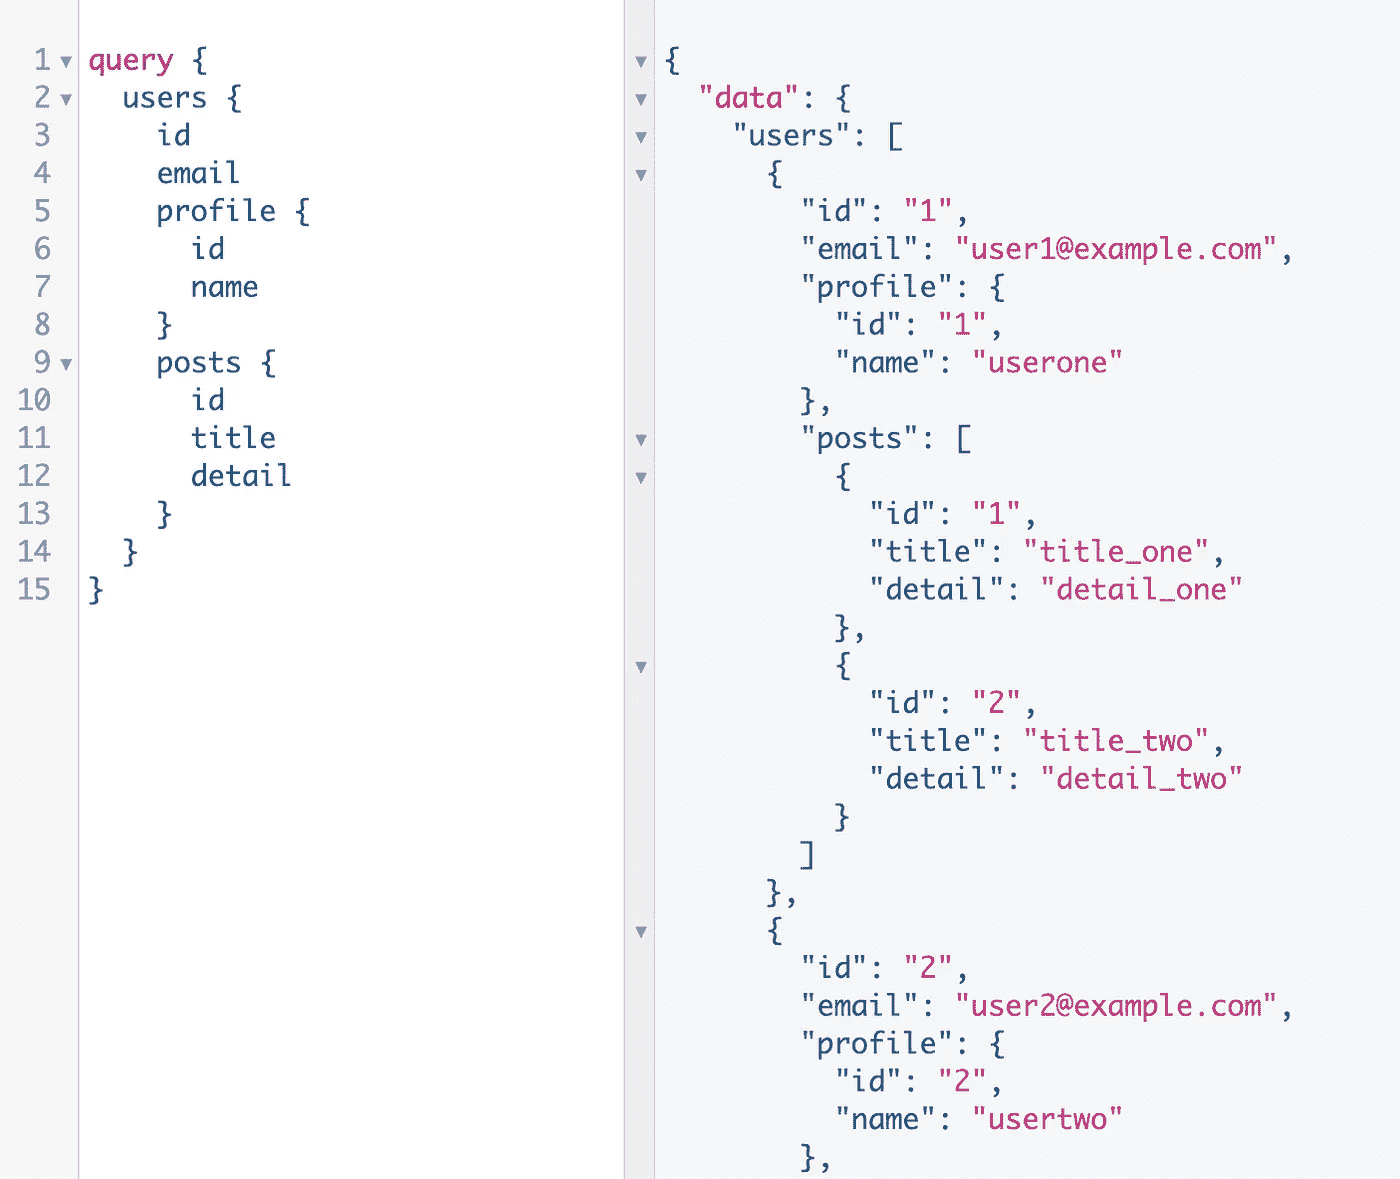 1 query {
2 users {
3 id
4 email
5 profile {
6 id
7 name
8 }
9 posts {
10 id
11 title
12 detail
13 }
14 }
15 }
{
"data": {
"users": [
{
"id": "1",
"email": "user1@example.com",
"profile": {
"id": "1",
"name": "userone"
},
"posts": [
{
"id": "1",
"title": "title_one",
"detail": "detail_one"
},
{
"id": "2",
"title": "title_two",
"detail": "detail_two"
}
]
},
{
"id": "2",
"email": "user2@example.com",
"profile": {
"id": "2",
"name": "usertwo"
},